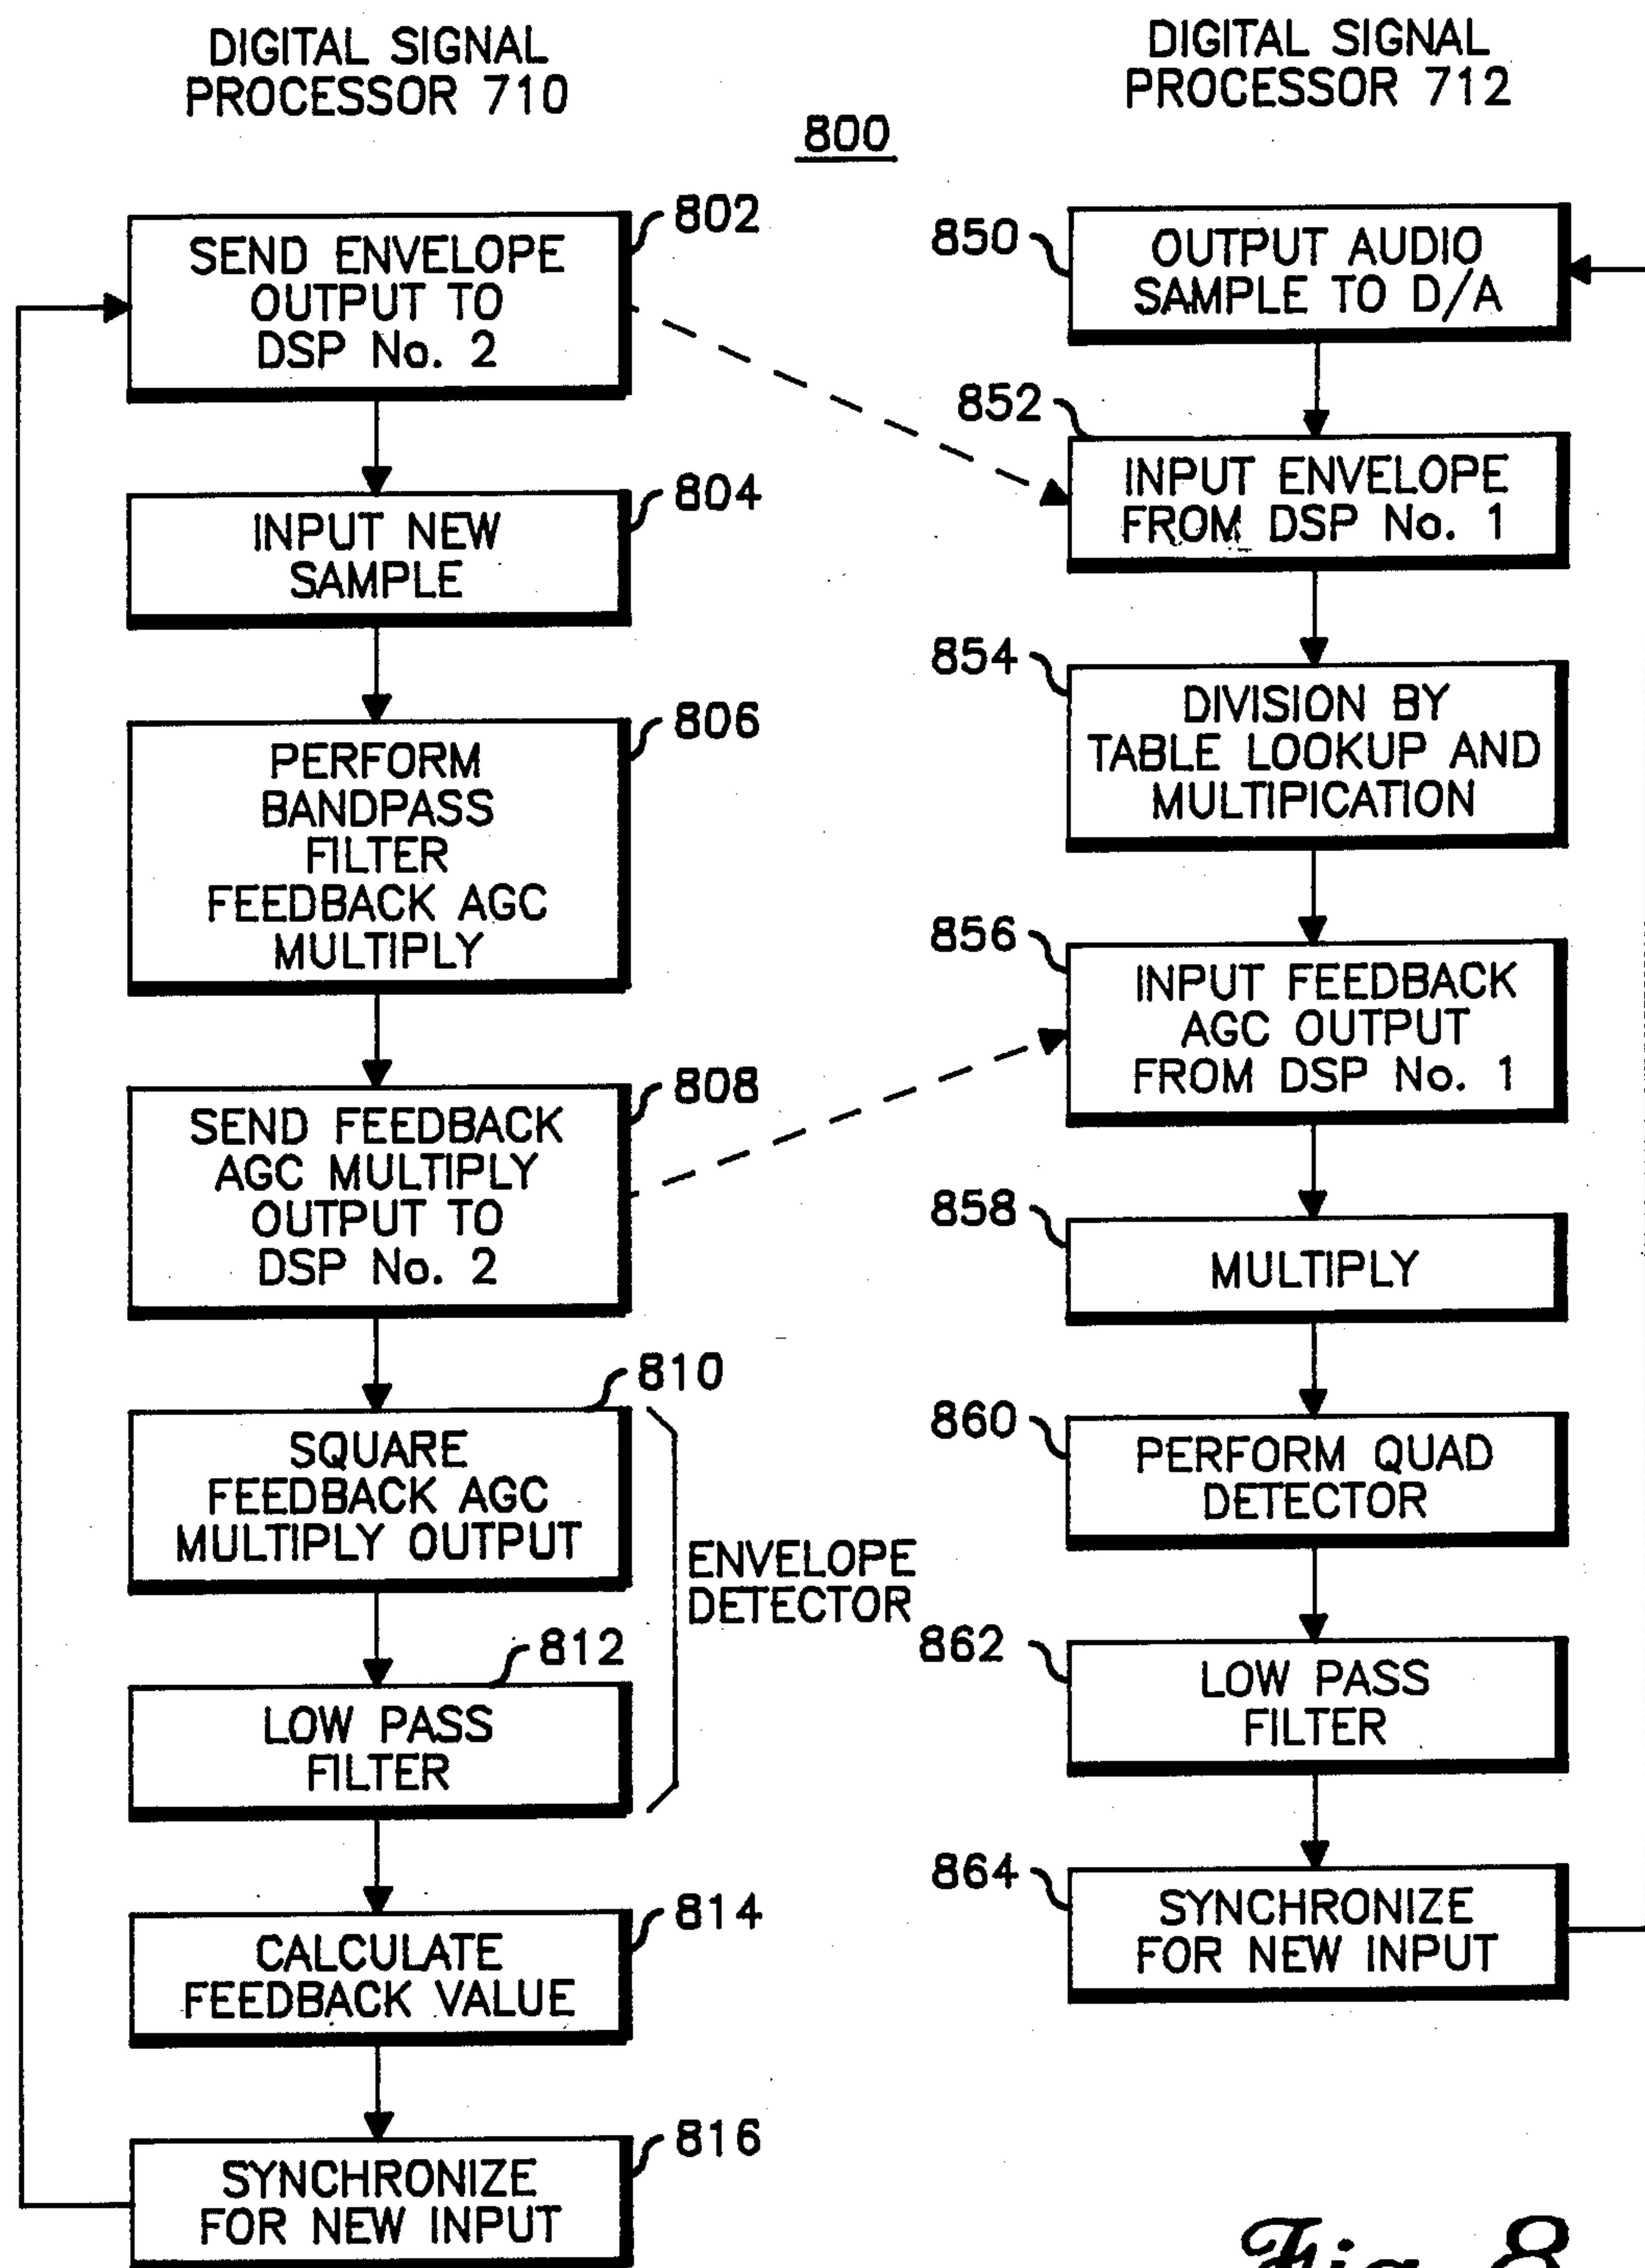 DIGITAL SIGNAL
PROCESSOR 710
800
802
SEND ENVELOPE
OUTPUT TO
DSP No. 2
804
INPUT NEW
SAMPLE
806
PERFORM
BANDPASS
FILTER
FEEDBACK AGC
MULTIPLY
808
SEND FEEDBACK
AGC MULTIPLY
OUTPUT TO
DSP No. 2
810
SQUARE
FEEDBACK AGC
MULTIPLY OUTPUT
ENVELOPE
DETECTOR
812
LOW PASS
FILTER
814
CALCULATE
FEEDBACK VALUE
816
SYNCHRONIZE
FOR NEW INPUT
DIGITAL SIGNAL
PROCESSOR 712
850
OUTPUT AUDIO
SAMPLE TO D/A
852
INPUT ENVELOPE
FROM DSP No. 1
854
DIVISION BY
TABLE LOOKUP AND
MULTIPICATION
856
INPUT FEEDBACK
AGC OUTPUT
FROM DSP No. 1
858
MULTIPLY
860
PERFORM QUAD
DETECTOR
862
LOW PASS
FILTER
864
SYNCHRONIZE
FOR NEW INPUT
Fig. 8